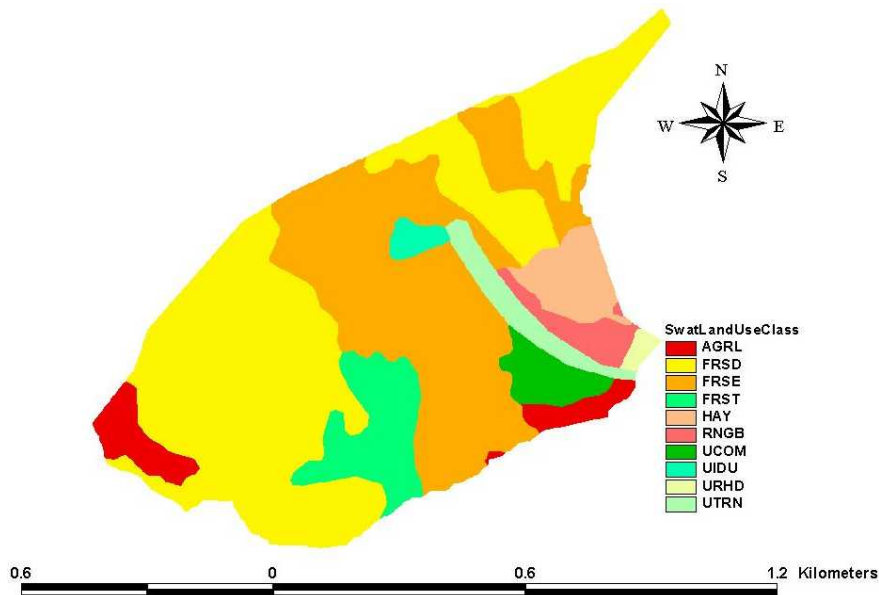 N
W E
S
SwatLandUseClass
AGRL
FRSD
FRSE
FRST
HAY
RNGB
UCOM
UIDU
URHD
UTRN
0.6 0 0.6 1.2 Kilometers